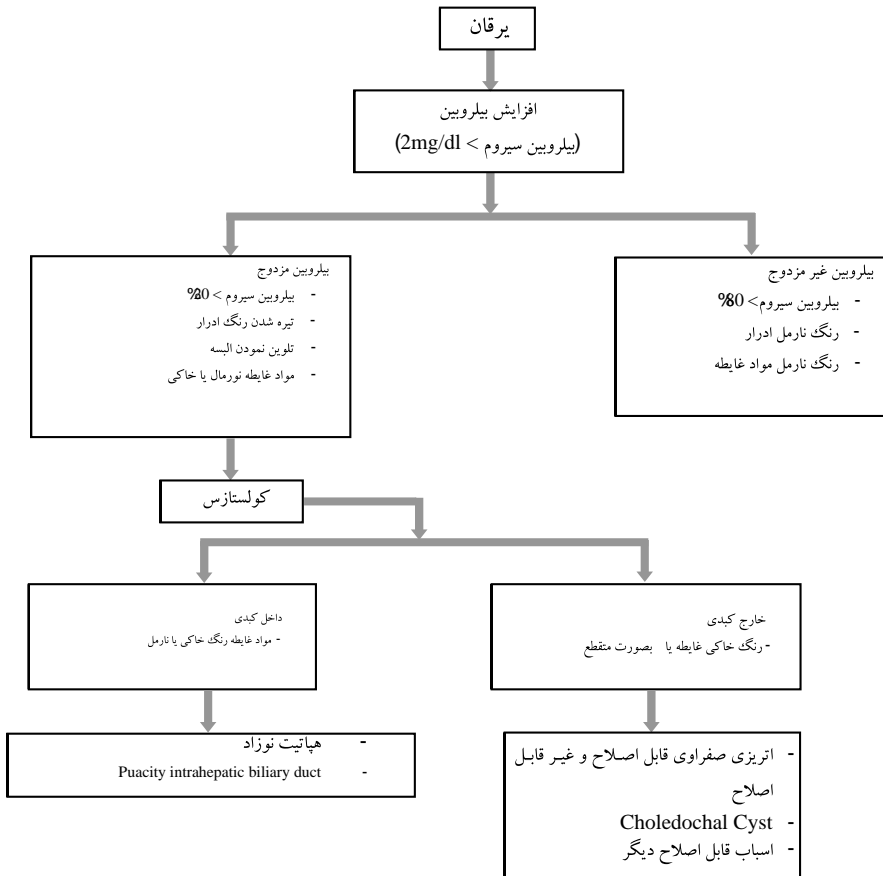 یرقان
افزایش بیلروبین
(بیلروبین سیروم > 2mg/dl)
بیلروبین غیر مزدوج
- بیلروبین سیروم>
- رنگ نارمل ادرار
- رنگ نارمل مواد غایطه
بیلروبین مزدوج
- بیلروبین سیروم >
- تیره شدن رنگ ادرار
- تلوین نمودن البسه
- مواد غایطه نورمال یا خاکی
کولستازس
خارج کبدی
- رنگ خاکی غایطه یا بصورت متقطع
داخل کبدی
- مواد غایطه رنگ خاکی یا نارمل
- اتریزی صفراوی قابل اصلاح و غیر قابل
اصلاح
- Choledochal Cyst
- اسباب قابل اصلاح دیگر
- هپاتیت نوزاد
- Puacity intrahepatic biliary duct